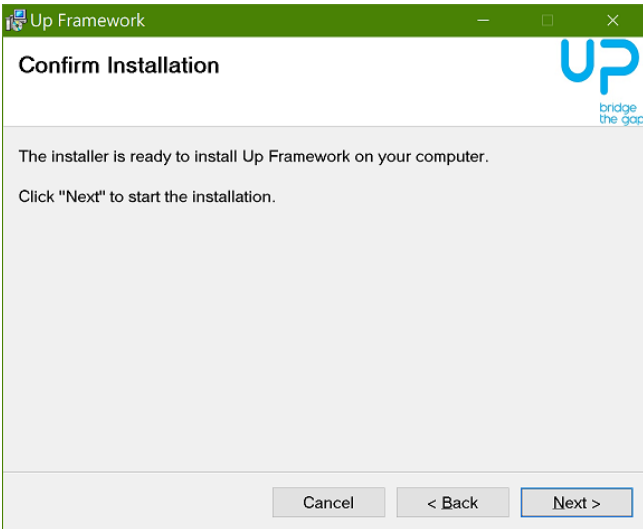 Up Framework
Confirm Installation
UP
bridge
the gap
The installer is ready to install Up Framework on your computer.
Click "Next" to start the installation.
Cancel
< Back
Next >